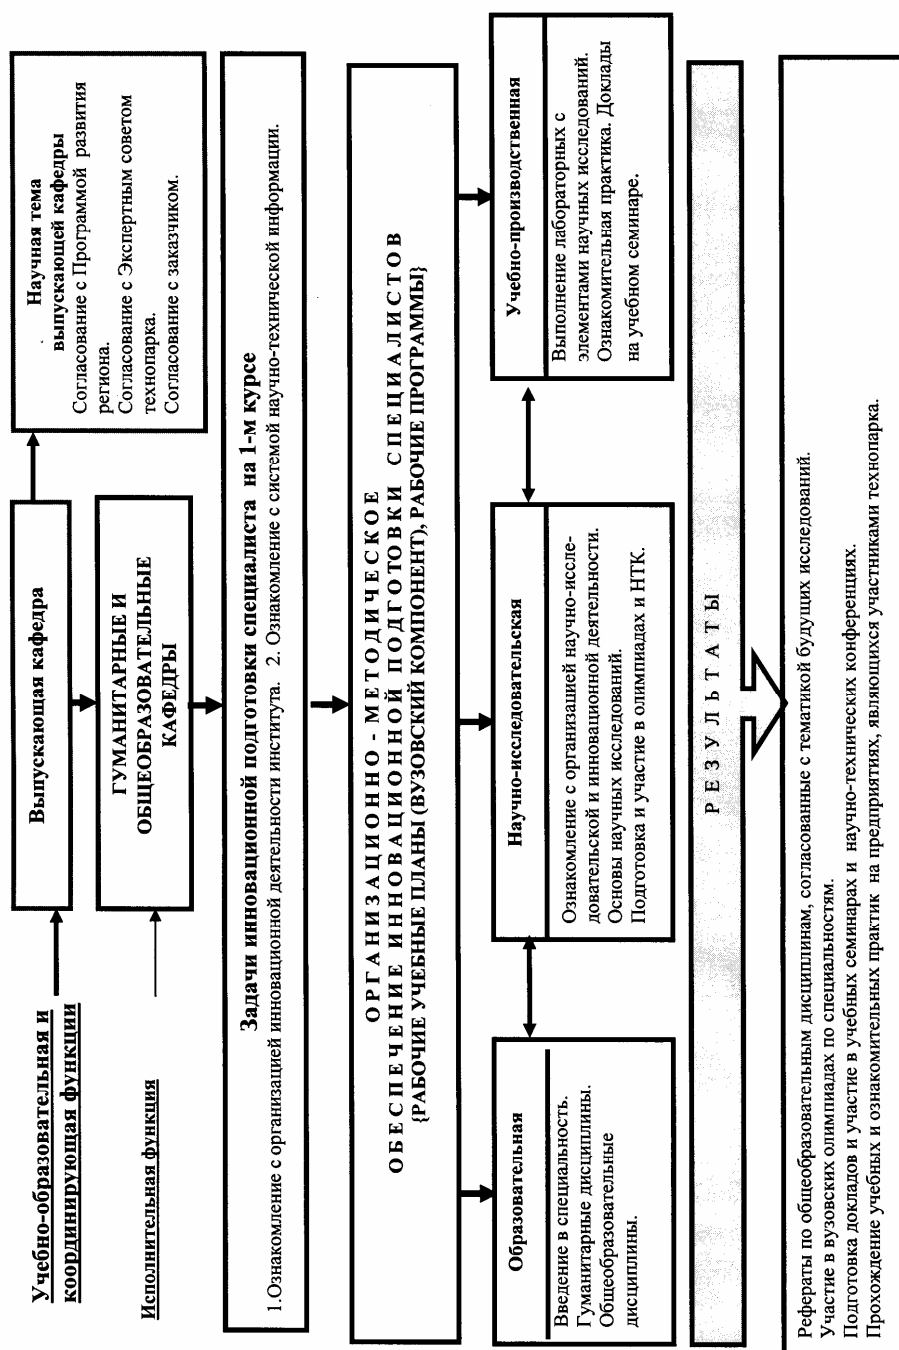 Учебно-образовательная и
координирующая функции
Исполнительная функция
Выпускающая кафедра
ГУМАНИТАРНЫЕ И
ОБЩЕОБРАЗОВАТЕЛЬНЫЕ
КАФЕДРЫ
Научная тема
выпускающей кафедры
Согласование с Программой развития
региона.
Согласование с Экспертным советом
технопарка.
Согласование с заказчиком.
Задачи инновационной подготовки специалиста на 1-м курсе
1.Ознакомление с организацией инновационной деятельности института. 2. Ознакомление с системой научно-технической информации.
ОРГАНИЗАЦИОННО - МЕТОДИЧЕСКОЕ
ОБЕСПЕЧЕНИЕ ИННОВАЦИОННОЙ ПОДГОТОВКИ СПЕЦИАЛИСТОВ
{РАБОЧИЕ УЧЕБНЫЕ ПЛАНЫ (ВУЗОВСКИЙ КОМПОНЕНТ), РАБОЧИЕ ПРОГРАММЫ}
Образовательная
Введение в специальность.
Гуманитарные дисциплины.
Общеобразовательные
дисциплины.
Научно-исследовательская
Ознакомление с организацией научно-иссле-
довательской и инновационной деятельности.
Основы научных исследований.
Подготовка и участие в олимпиадах и НТК.
Учебно-производственная
Выполнение лабораторных с
элементами научных исследований.
Ознакомительная практика. Доклады
на учебном семинаре.
РЕЗУЛЬТАТЫ
Рефераты по общеобразовательным дисциплинам, согласованные с тематикой будущих исследований.
Участие в вузовских олимпиадах по специальностям.
Подготовка докладов и участие в учебных семинарах и научно-технических конференциях.
Прохождение учебных и ознакомительных практик на предприятиях, являющихся участниками технопарка.